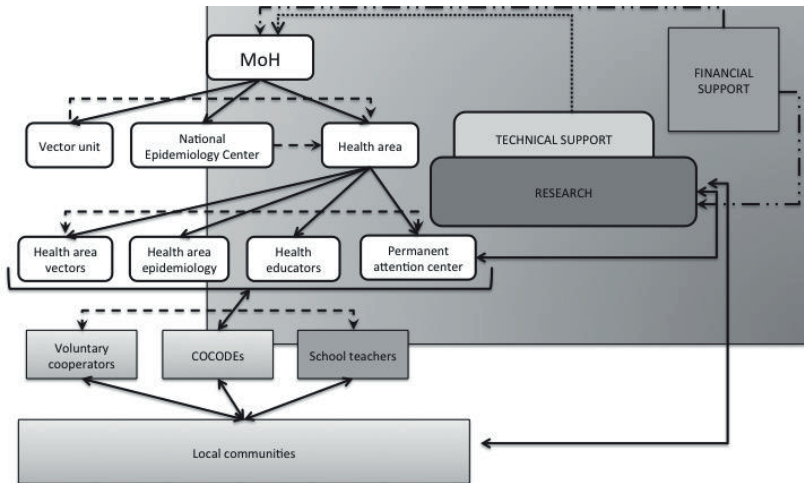 MoH
FINANCIAL
SUPPORT
Vector unit
National
Epidemiology Center
Health area
TECHNICAL SUPPORT
RESEARCH
Health area
vectors
Health area
epidemiology
Health
educators
Permanent
attention center
Voluntary
cooperators
COCODEs
School teachers
Local communities